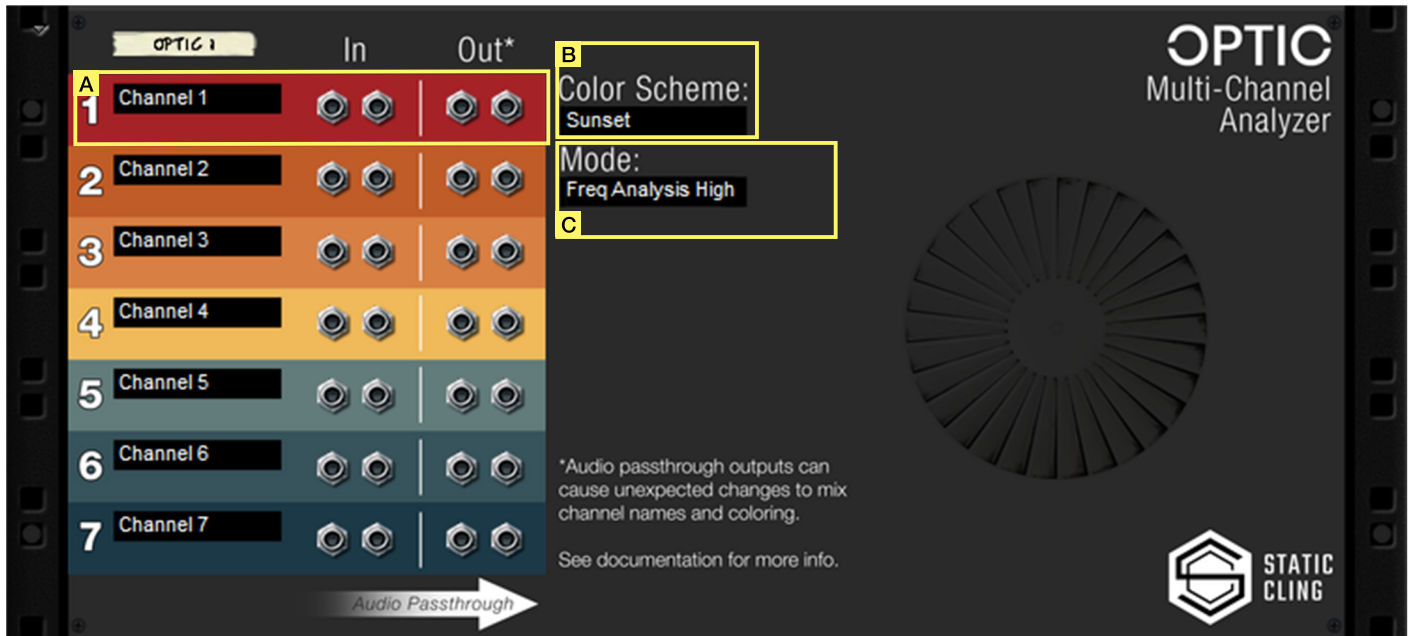 OPTIC 1
In
Out*
A
1
Channel 1
2
Channel 2
3
Channel 3
4
Channel 4
5
Channel 5
6
Channel 6
7
Channel 7
Audio Passthrough
B
Color Scheme:
Sunset
Mode:
Freq Analysis High
C
*Audio passthrough outputs can
cause unexpected changes to mix
channel names and coloring.
See documentation for more info.
OPTIC
Multi-Channel
Analyzer
STATIC
CLING